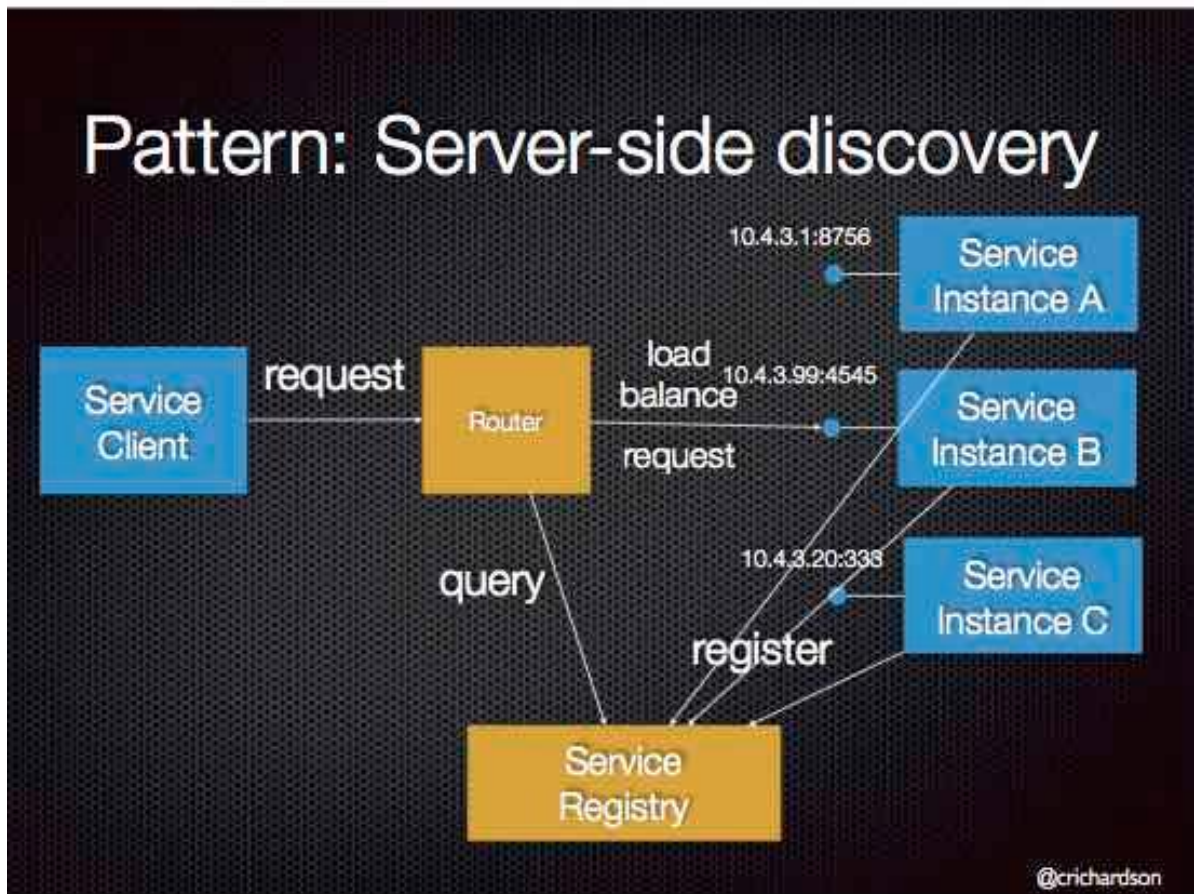 Pattern: Server-side discovery
10.4.3.1:8756
Service
Instance A
Service
Client
request
Router
load
balance
request
10.4.3.99:4545
Service
Instance B
query
10.4.3.20:333
Service
Instance C
register
Service
Registry
@crichardson